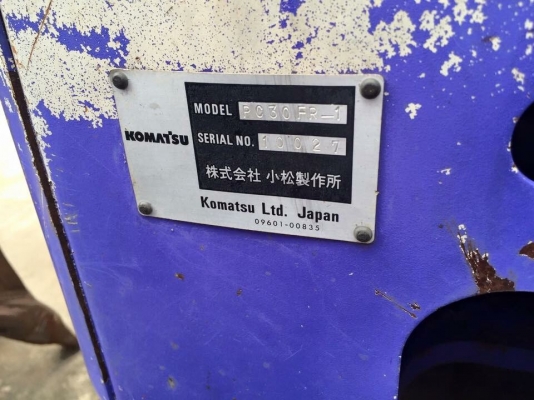 KOMATSU
MODEL PC30FR-1
SERIAL NO. 10027
株式会社 小松製作所
Komatsu Ltd. Japan
09601-00835